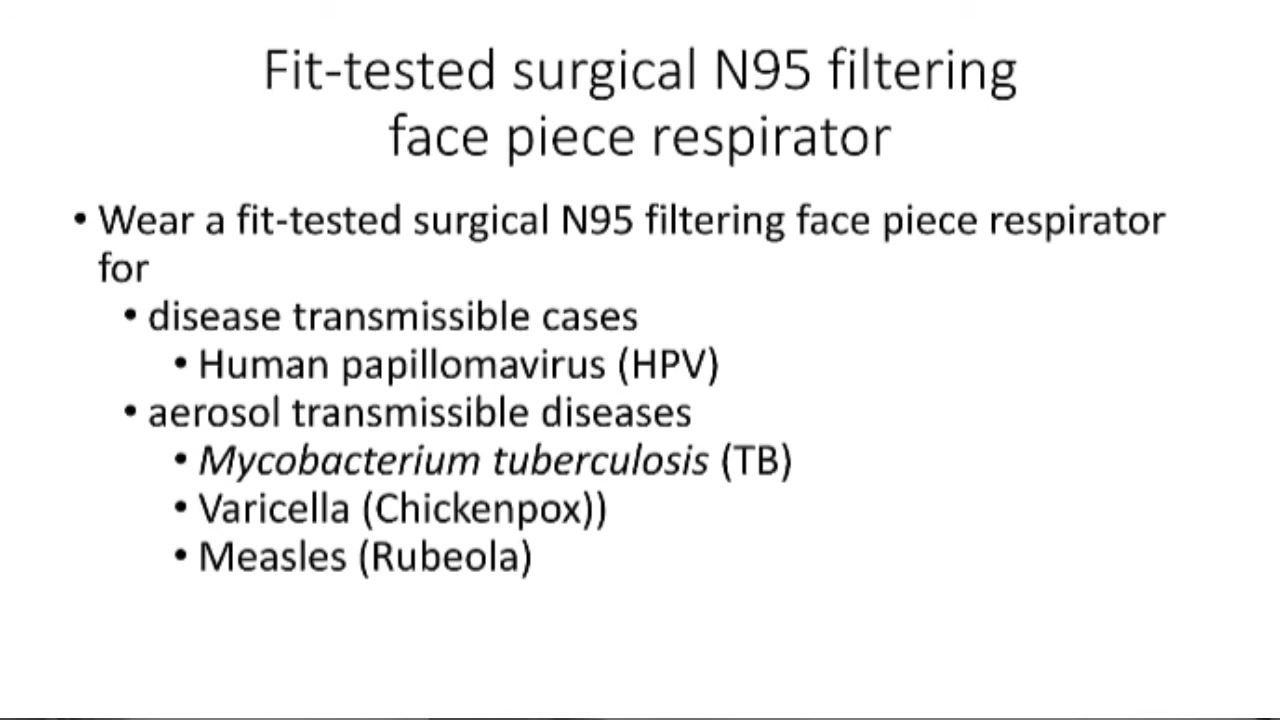 Fit-tested surgical N95 filtering
face piece respirator
• Wear a fit-tested surgical N95 filtering face piece respirator
for
• disease transmissible cases
• Human papillomavirus (HPV)
• aerosol transmissible diseases
• Mycobacterium tuberculosis (TB)
• Varicella (Chickenpox))
• Measles (Rubeola)